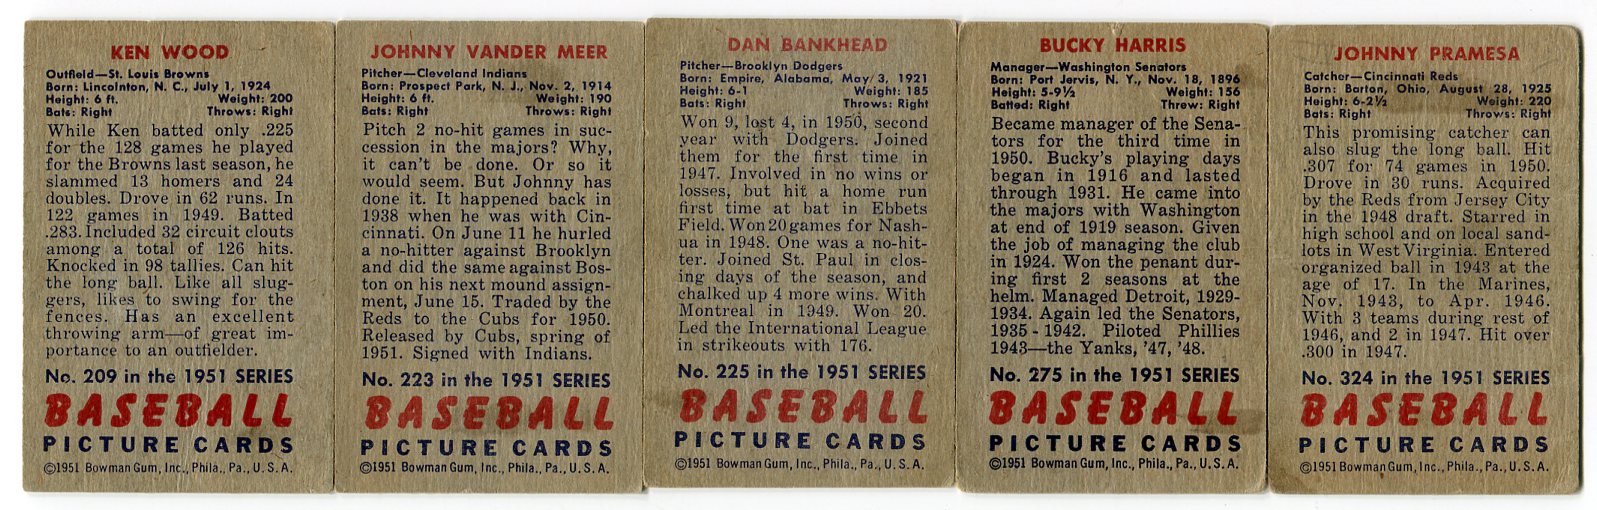 KEN WOOD
Outfield—St. Louis Browns
Born: Lincolnton, N. C., July 1, 1924
Height: 6 ft. Weight: 200
Bats: Right Throws: Right
While Ken batted only .225
for the 128 games he played
for the Browns last season, he
slammed 13 homers and 24
doubles. Drove in 62 runs. In
122 games in 1949. Batted
.283. Included 32 circuit clouts
among a total of 126 hits.
Knocked in 98 tallies. Can hit
the long ball. Like all slug-
gers, likes to swing for the
fences. Has an excellent
throwing arm—of great im-
portance to an outfielder.
No. 209 in the 1951 SERIES
BASEBALL
PICTURE CARDS
©1951 Bowman Gum, Inc., Phila., Pa., U. S. A.
JOHNNY VANDER MEER
Pitcher—Cleveland Indians
Born: Prospect Park, N. J., Nov. 2, 1914
Height: 6 ft. Weight: 190
Bats: Right Throws: Right
Pitch 2 no-hit games in suc-
cession in the majors? Why,
it can't be done. Or so it
would seem. But Johnny has
done it. It happened back in
1938 when he was with Cin-
cinnati. On June 11 he hurled
a no-hitter against Brooklyn
and did the same against Bos-
ton on his next mound assign-
ment, June 15. Traded by the
Reds to the Cubs for 1950.
Released by Cubs, spring of
1951. Signed with Indians.
No. 223 in the 1951 SERIES
BASEBALL
PICTURE CARDS
©1951 Bowman Gum, Inc., Phila., Pa., U. S. A.
DAN BANKHEAD
Pitcher—Brooklyn Dodgers
Born: Empire, Alabama, May 3, 1921
Height: 6-1 Weight: 185
Bats: Right Throws: Right
Won 9, lost 4, in 1950, second
year with Dodgers. Joined
them for the first time in
1947. Involved in no wins or
losses, but hit a home run
first time at bat in Ebbets
Field. Won 20 games for Nash-
ua in 1948. One was a no-hit-
ter. Joined St. Paul in clos-
ing days of the season, and
chalked up 4 more wins. With
Montreal in 1949. Won 20.
Led the International League
in strikeouts with 176.
No. 225 in the 1951 SERIES
BASEBALL
PICTURE CARDS
©1951 Bowman Gum, Inc., Phila., Pa., U. S. A.
BUCKY HARRIS
Manager—Washington Senators
Born: Port Jervis, N. Y., Nov. 18, 1896
Height: 5-9½ Weight: 156
Batted: Right Threw: Right
Became manager of the Sena-
tors for the third time in
1950. Bucky's playing days
began in 1916 and lasted
through 1931. He came into
the majors with Washington
at end of 1919 season. Given
the job of managing the club
in 1924. Won the penant dur-
ing first 2 seasons at the
helm. Managed Detroit, 1929-
1934. Again led the Senators,
1935 - 1942. Piloted Phillies
1943—the Yanks, '47, '48.
No. 275 in the 1951 SERIES
BASEBALL
PICTURE CARDS
©1951 Bowman Gum, Inc., Phila., Pa., U. S. A.
JOHNNY PRAMESA
Catcher—Cincinnati Reds
Born: Barton, Ohio, August 28, 1925
Height: 6-2½ Weight: 220
Bats: Right Throws: Right
This promising catcher can
also slug the long ball. Hit
.307 for 74 games in 1950.
Drove in 30 runs. Acquired
by the Reds from Jersey City
in the 1948 draft. Starred in
high school and on local sand-
lots in West Virginia. Entered
organized ball in 1943 at the
age of 17. In the Marines,
Nov. 1943, to Apr. 1946.
With 3 teams during rest of
1946, and 2 in 1947. Hit over
.300 in 1947.
No. 324 in the 1951 SERIES
BASEBALL
PICTURE CARDS
©1951 Bowman Gum, Inc., Phila., Pa., U. S. A.